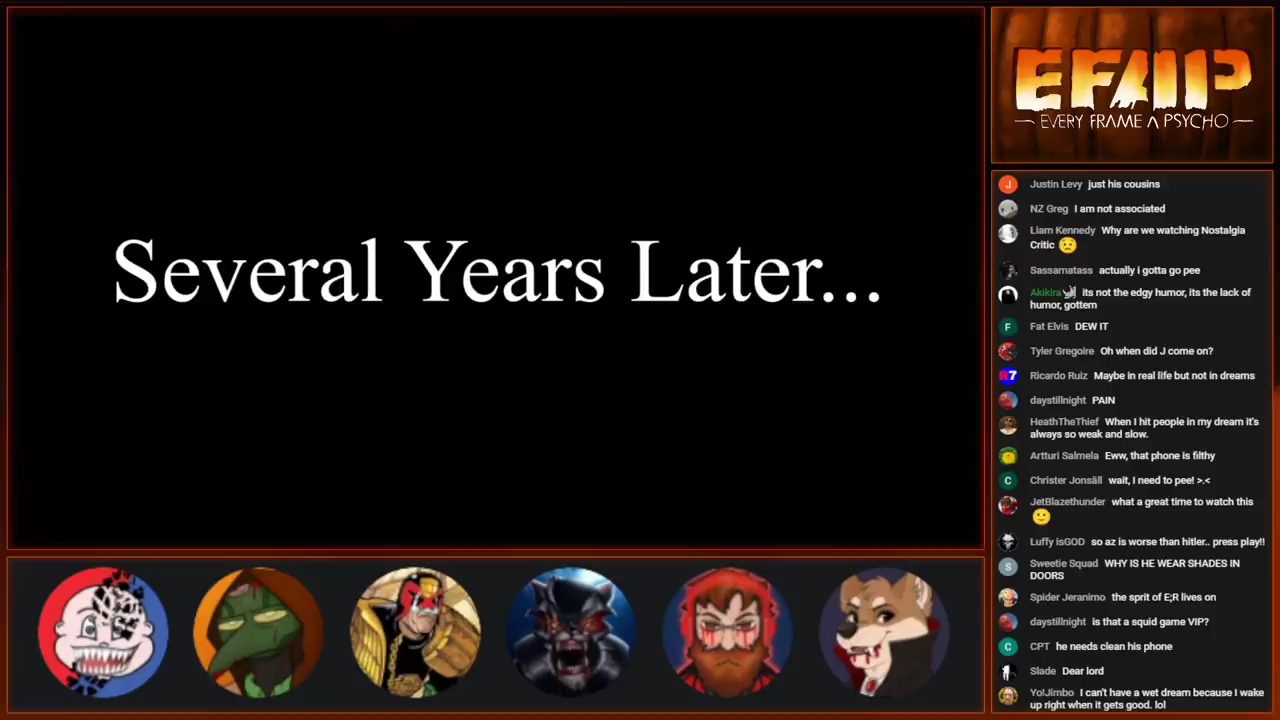 Several Years Later...
EFAP
— EVERY FRAME A PSYCHO —
Justin Levy just his cousins
NZ Greg I am not associated
Liam Kennedy Why are we watching Nostalgia
Critic 😟
Sassamatass actually i gotta go pee
Akikira its not the edgy humor, its the lack of
humor, gottem
Fat Elvis DEW IT
Tyler Gregoire Oh when did J come on?
Ricardo Ruiz Maybe in real life but not in dreams
daystillnight PAIN
HeathTheThief When I hit people in my dream it's
always so weak and slow.
Artturi Salmela Eww, that phone is filthy
Christer Jonsäll wait, I need to pee! >.<
JetBlazethunder what a great time to watch this
🙂
Luffy isGOD so az is worse than hitler.. press play!!
Sweetie Squad WHY IS HE WEAR SHADES IN
DOORS
Spider Jeranimo the sprit of E;R lives on
daystillnight is that a squid game VIP?
CPT he needs clean his phone
Slade Dear lord
Yo!Jimbo I can't have a wet dream because I wake
up right when it gets good. lol